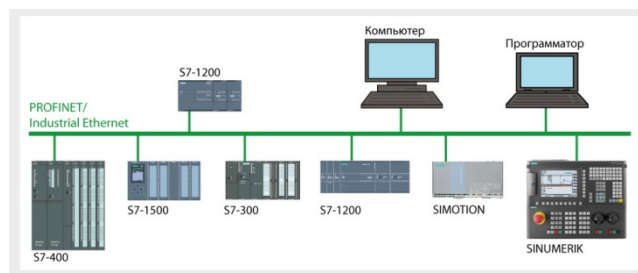 Компьютер
Программатор
S7-1200
PROFINET/
Industrial Ethernet
S7-1500
S7-300
S7-1200
SIMOTION
SINUMERIK
S7-400